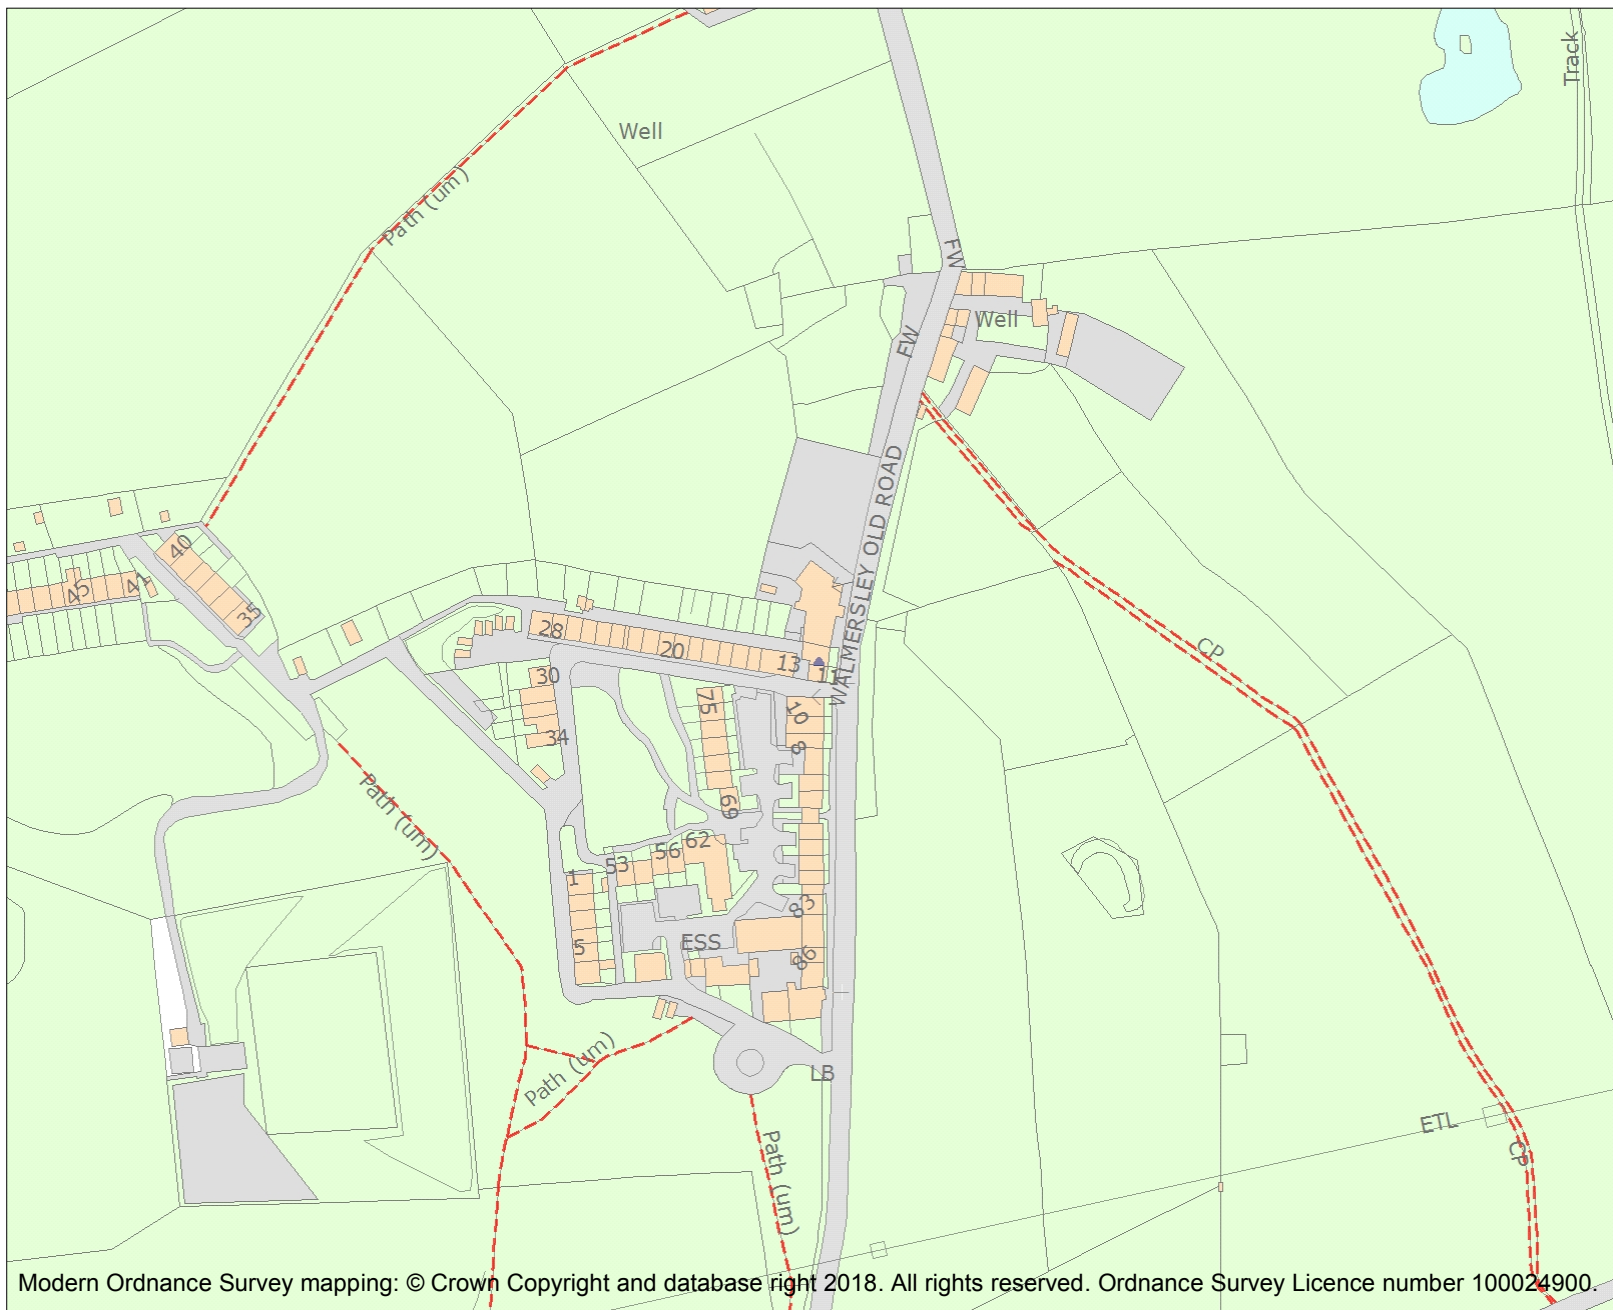 Track
Well
Path (um)
FW
Well
FW
WALMERSLEY OLD ROAD
40
45
41
35
28
20
13
11
CP
30
75
10
34
8
Path (um)
69
62
56
53
1
83
5
ESS
86
Path (um)
LB
ETL
Path (um)
CP
Modern Ordnance Survey mapping: © Crown Copyright and database right 2018. All rights reserved. Ordnance Survey Licence number 100024900.